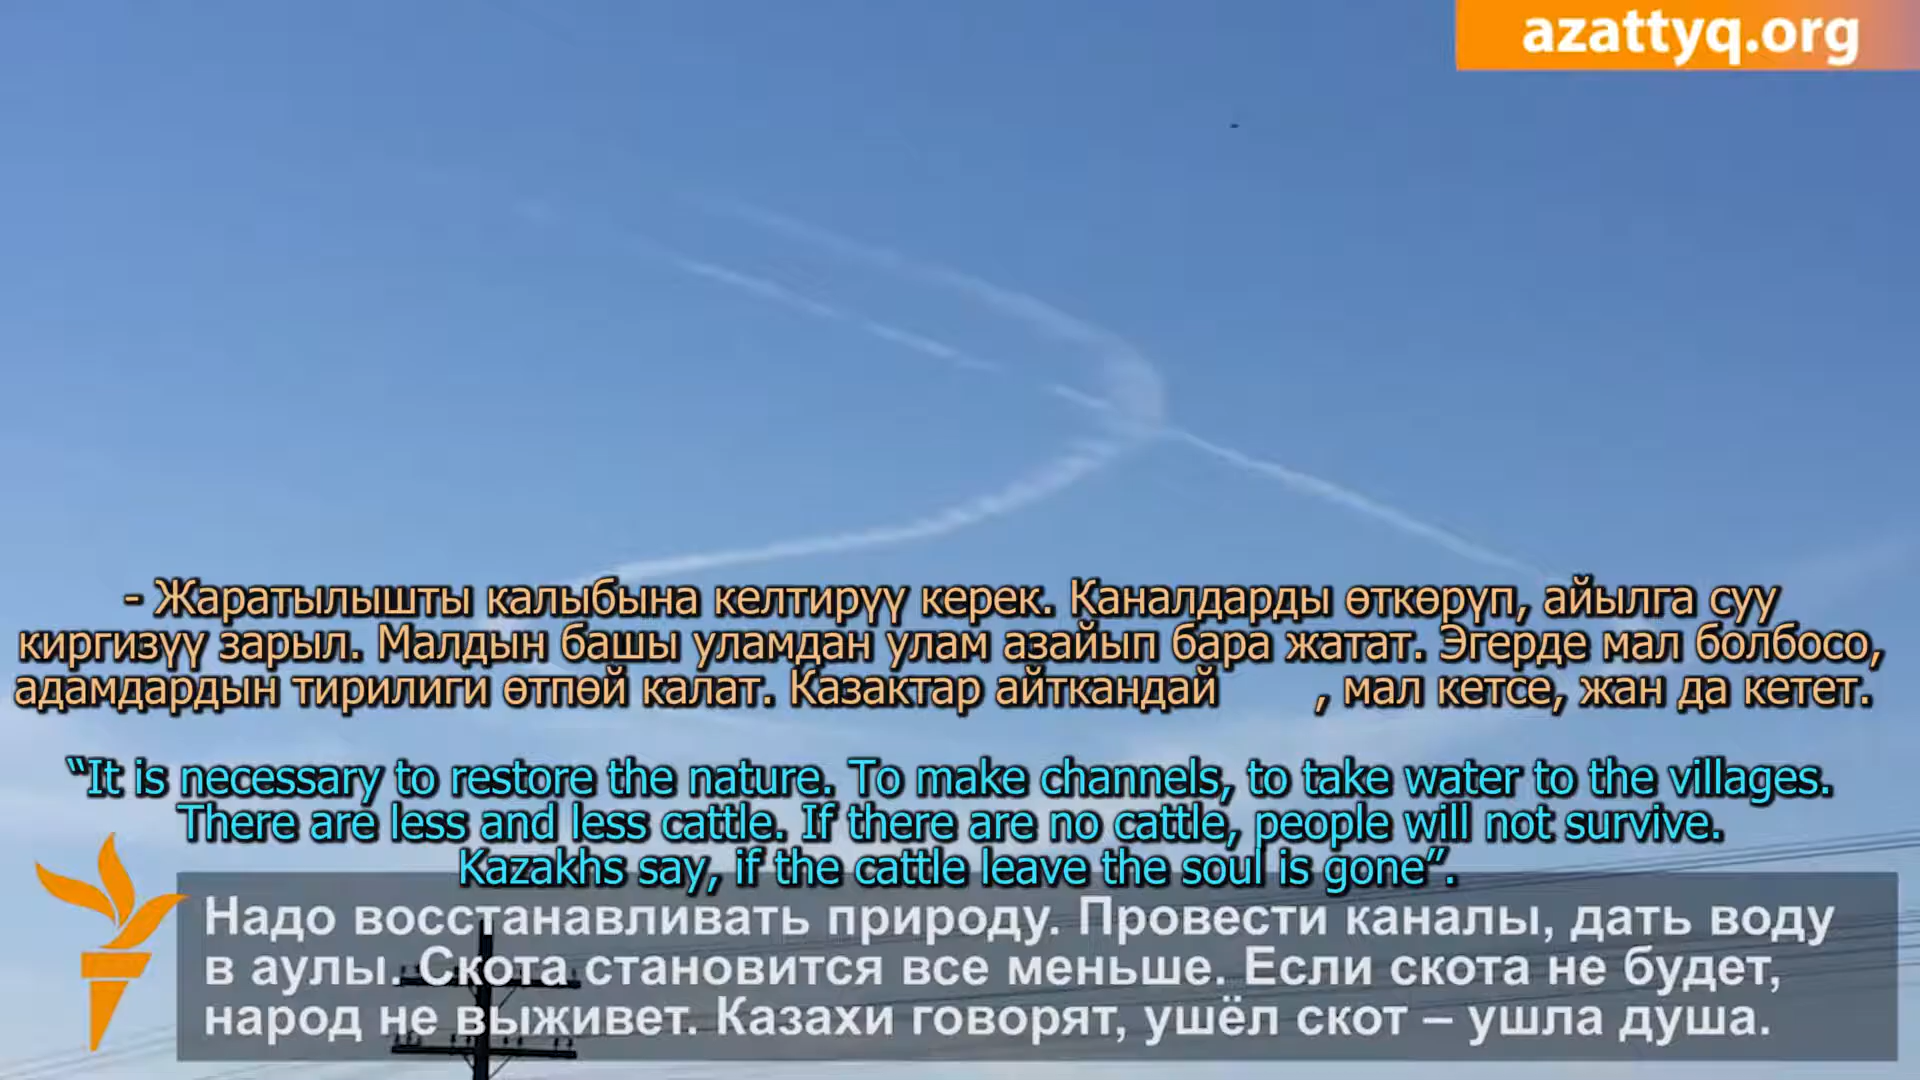 azattyq.org
- Жаратылышты калыбына келтирүү керек. Каналдарды өткөрүп, айылга суу
киргизүү зарыл. Малдын башы уламдан улам азайып бара жатат. Эгерде мал болбосо,
адамдардын тирилиги өтпөй калат. Казактар айткандай , мал кетсе, жан да кетет.
“It is necessary to restore the nature. To make channels, to take water to the villages.
There are less and less cattle. If there are no cattle, people will not survive.
Kazakhs say, if the cattle leave the soul is gone”.
Надо восстанавливать природу. Провести каналы, дать воду
в аулы. Скота становится все меньше. Если скота не будет,
народ не выживет. Казахи говорят, ушёл скот – ушла душа.